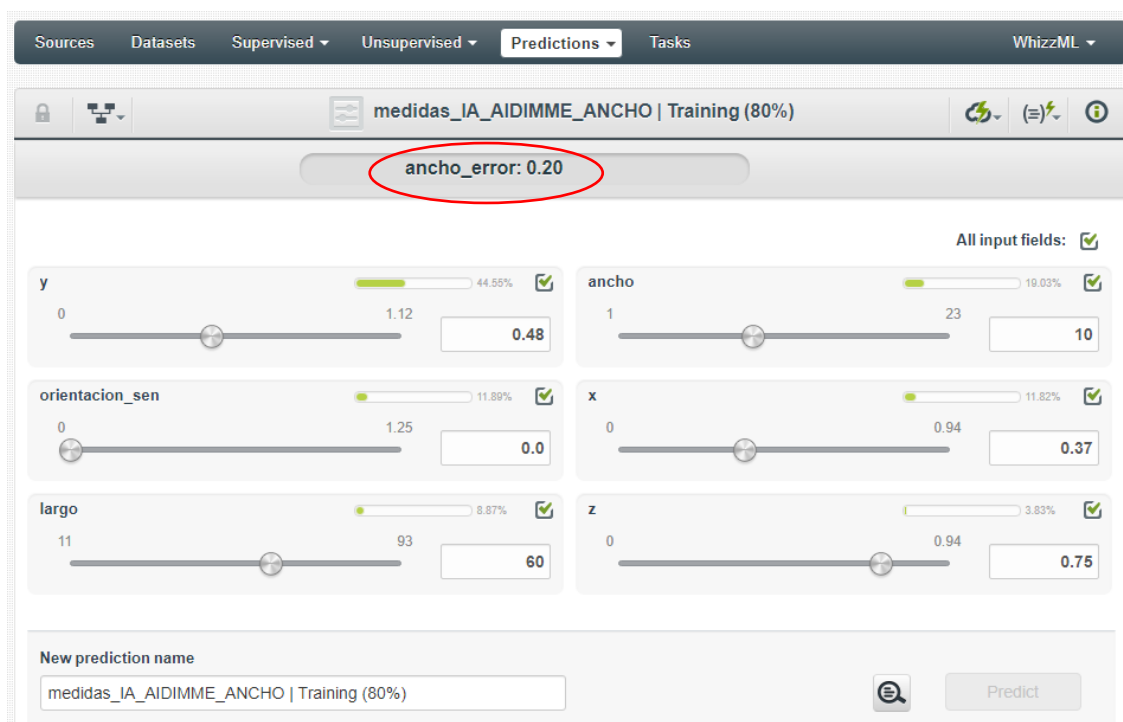 Sources Datasets Supervised Unsupervised Predictions Tasks WhizzML
medidas_IA_AIDIMME_ANCHO | Training (80%)
ancho_error: 0.20
All input fields:
y 44.55%
0 1.12
0.48
ancho 19.03%
1 23
10
orientacion_sen 11.89%
0 1.25
0.0
x 11.82%
0 0.94
0.37
largo 8.87%
11 93
60
z 3.83%
0 0.94
0.75
New prediction name
medidas_IA_AIDIMME_ANCHO | Training (80%)
Predict